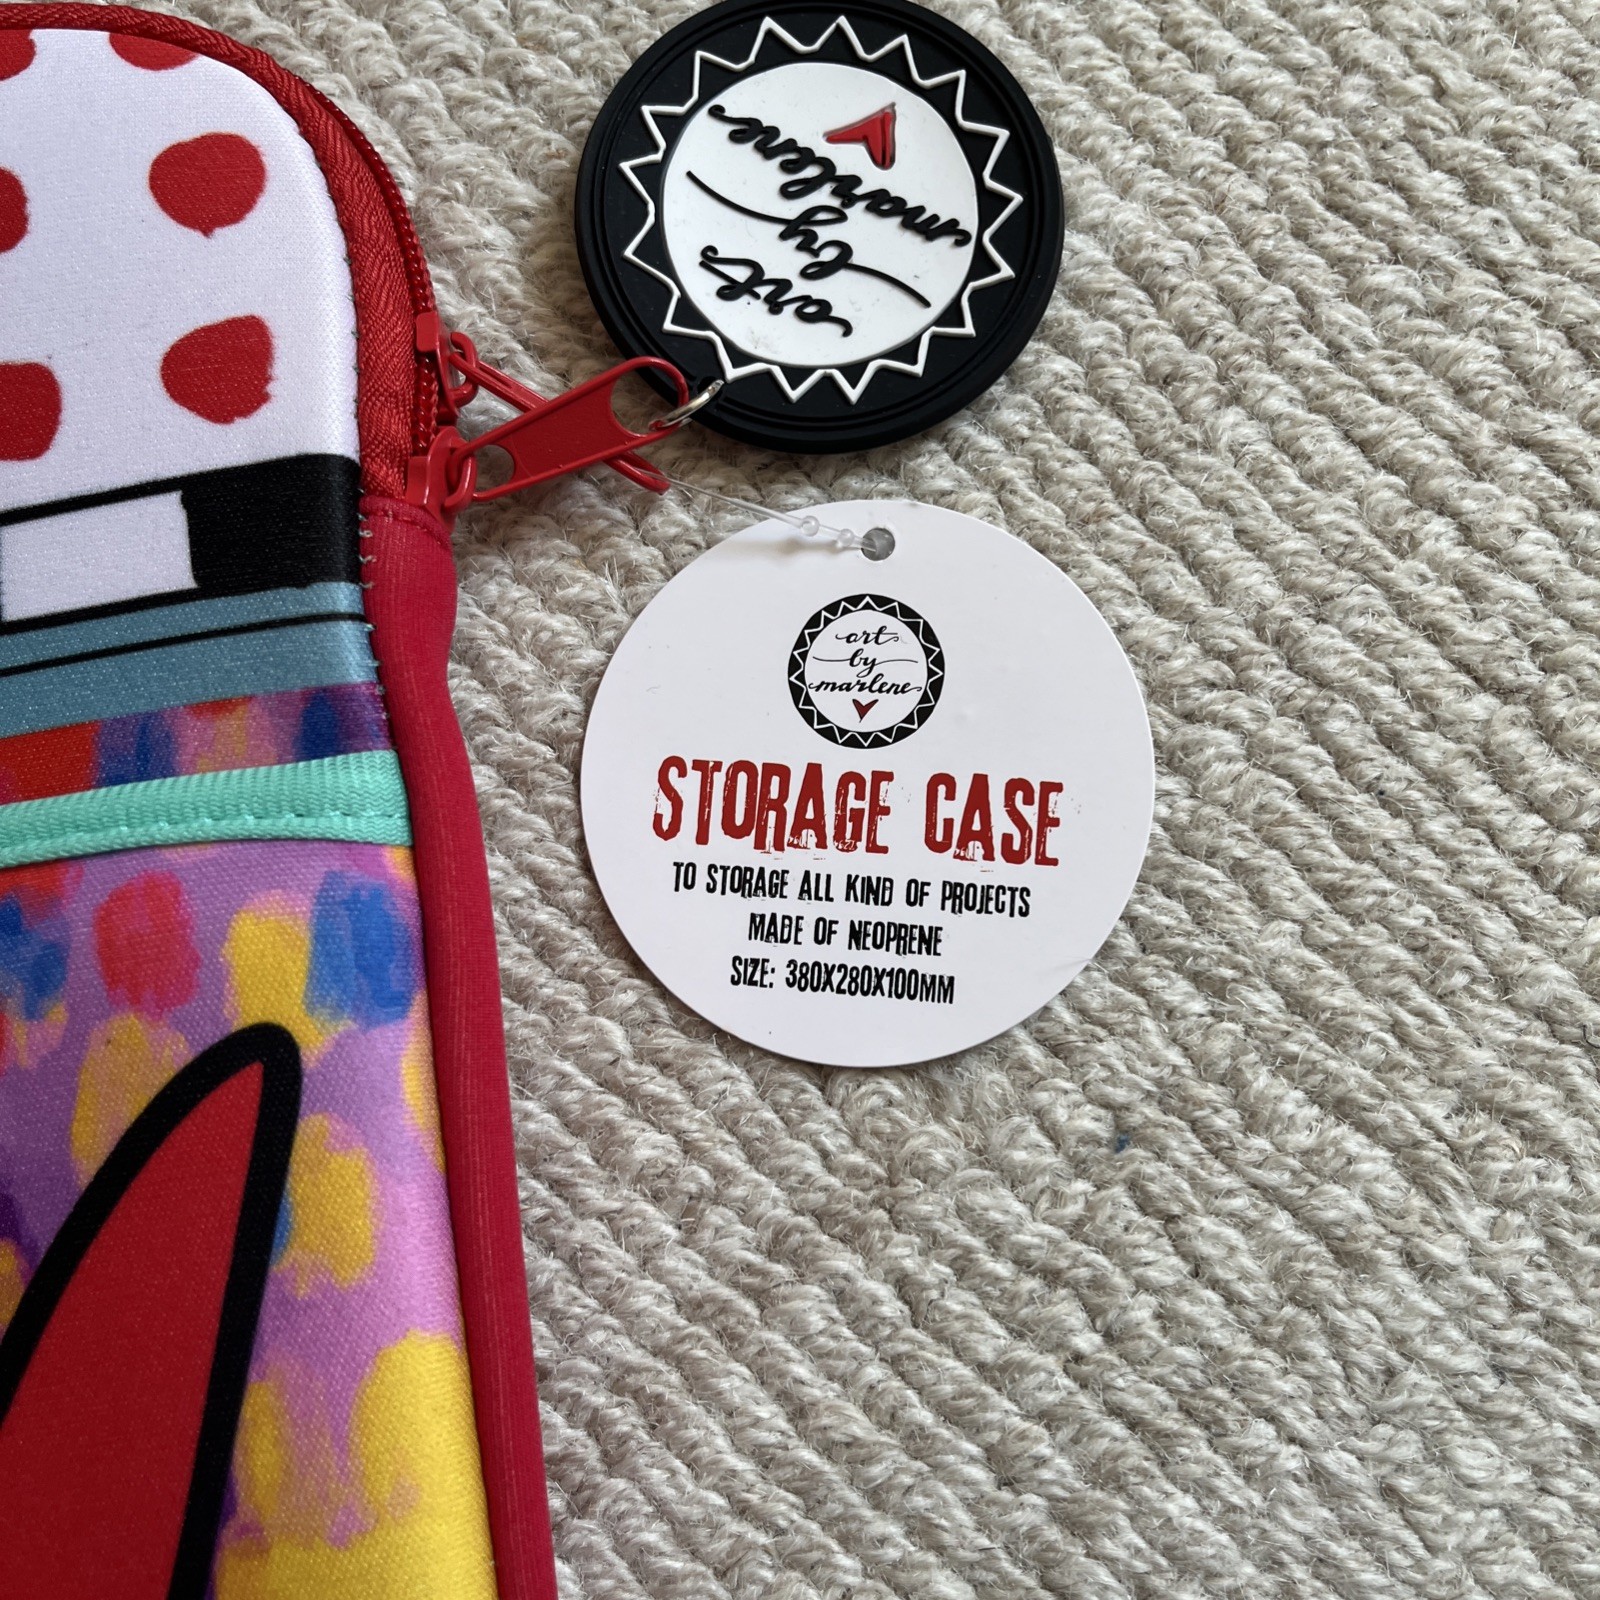 art
by
marlene
art
by
marlene
STORAGE CASE
TO STORAGE ALL KIND OF PROJECTS
MADE OF NEOPRENE
SIZE: 380X280X100MM